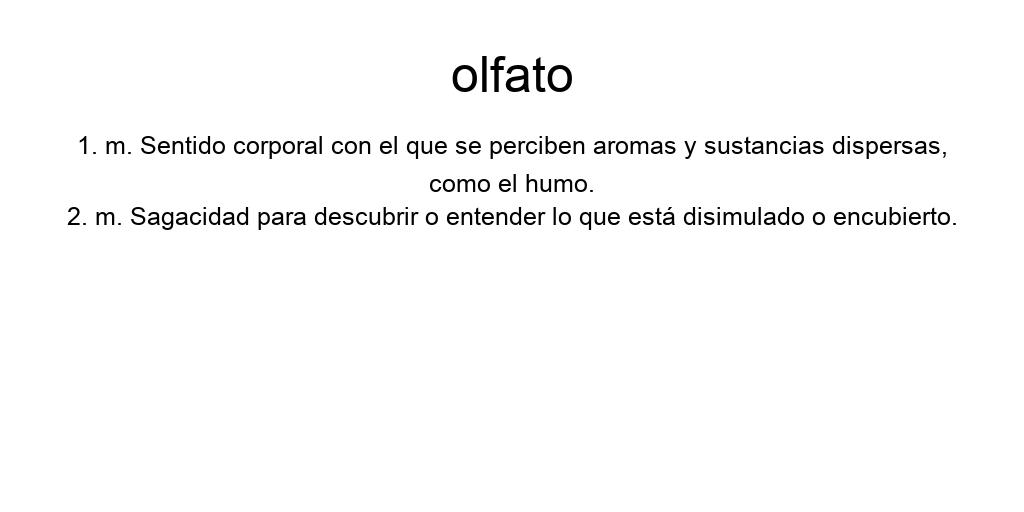 olfato
1. m. Sentido corporal con el que se perciben aromas y sustancias dispersas,
como el humo.
2. m. Sagacidad para descubrir o entender lo que está disimulado o encubierto.